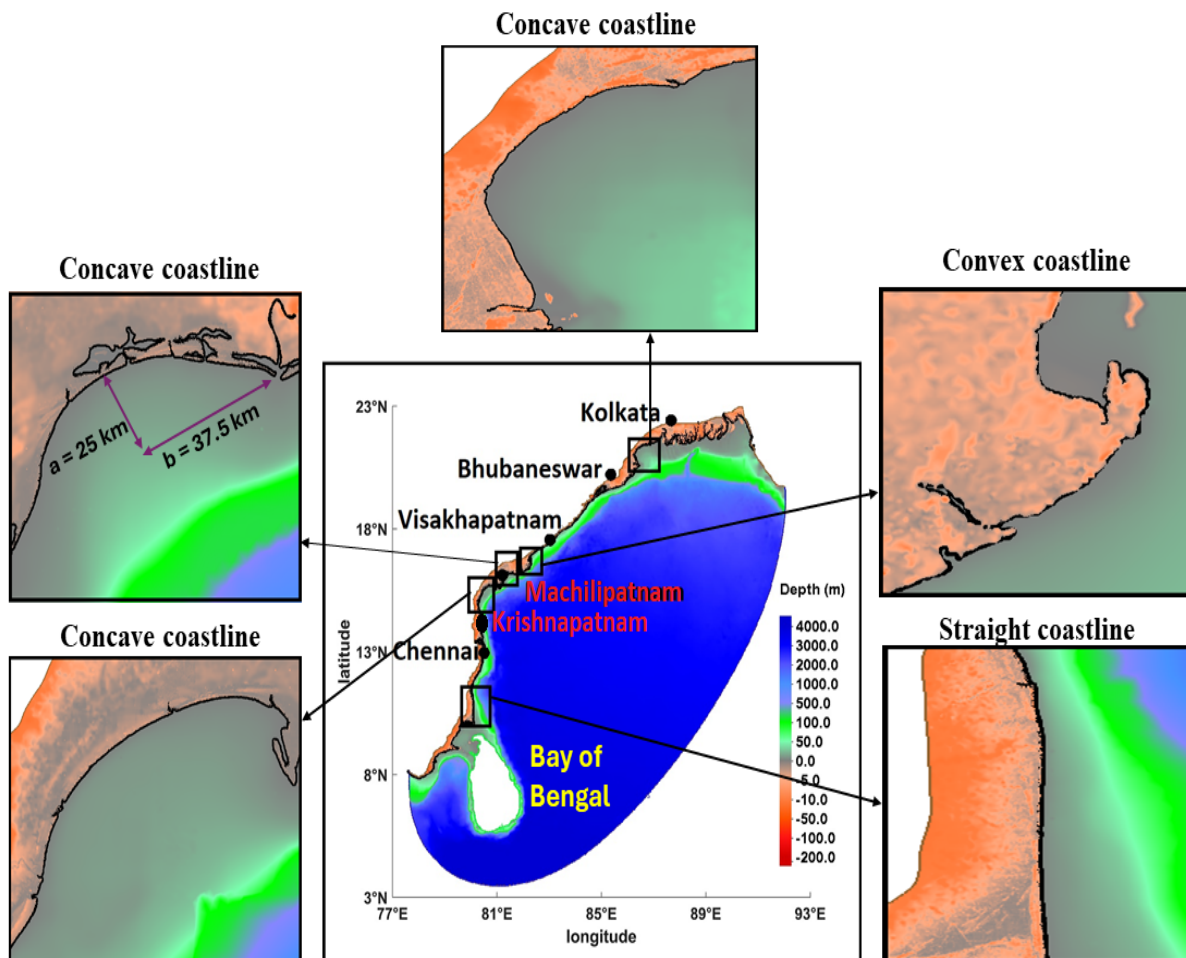 Concave coastline
Concave coastline
Convex coastline
a = 25 km
b = 37.5 km
23°N
18°N
13°N
8°N
3°N
latitude
Kolkata
Bhubaneswar
Visakhapatnam
Machilipatnam
Krishnapatnam
Chennai
Bay of
Bengal
Depth (m)
4000.0
3000.0
2000.0
1000.0
500.0
100.0
50.0
0.0
-5.0
-10.0
-50.0
-100.0
-200.0
77°E
81°E
85°E
89°E
93°E
longitude
Concave coastline
Straight coastline